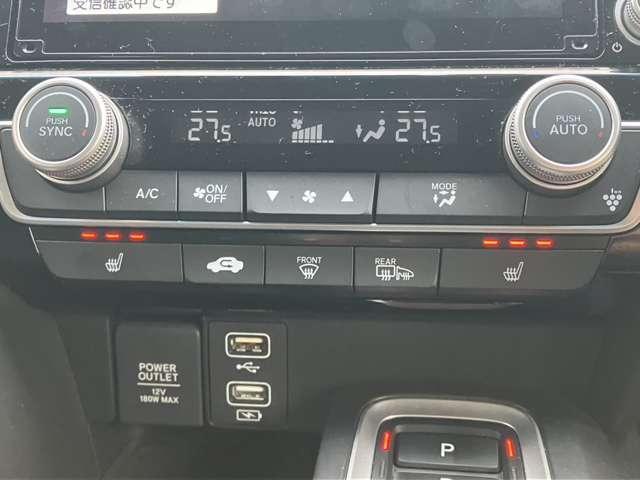 受信確認中です
PUSH
SYNC
27.5
AUTO
27.5
PUSH
AUTO
A/C
ON/
OFF
MODE
FRONT
REAR
POWER
OUTLET
12V
180W MAX
P